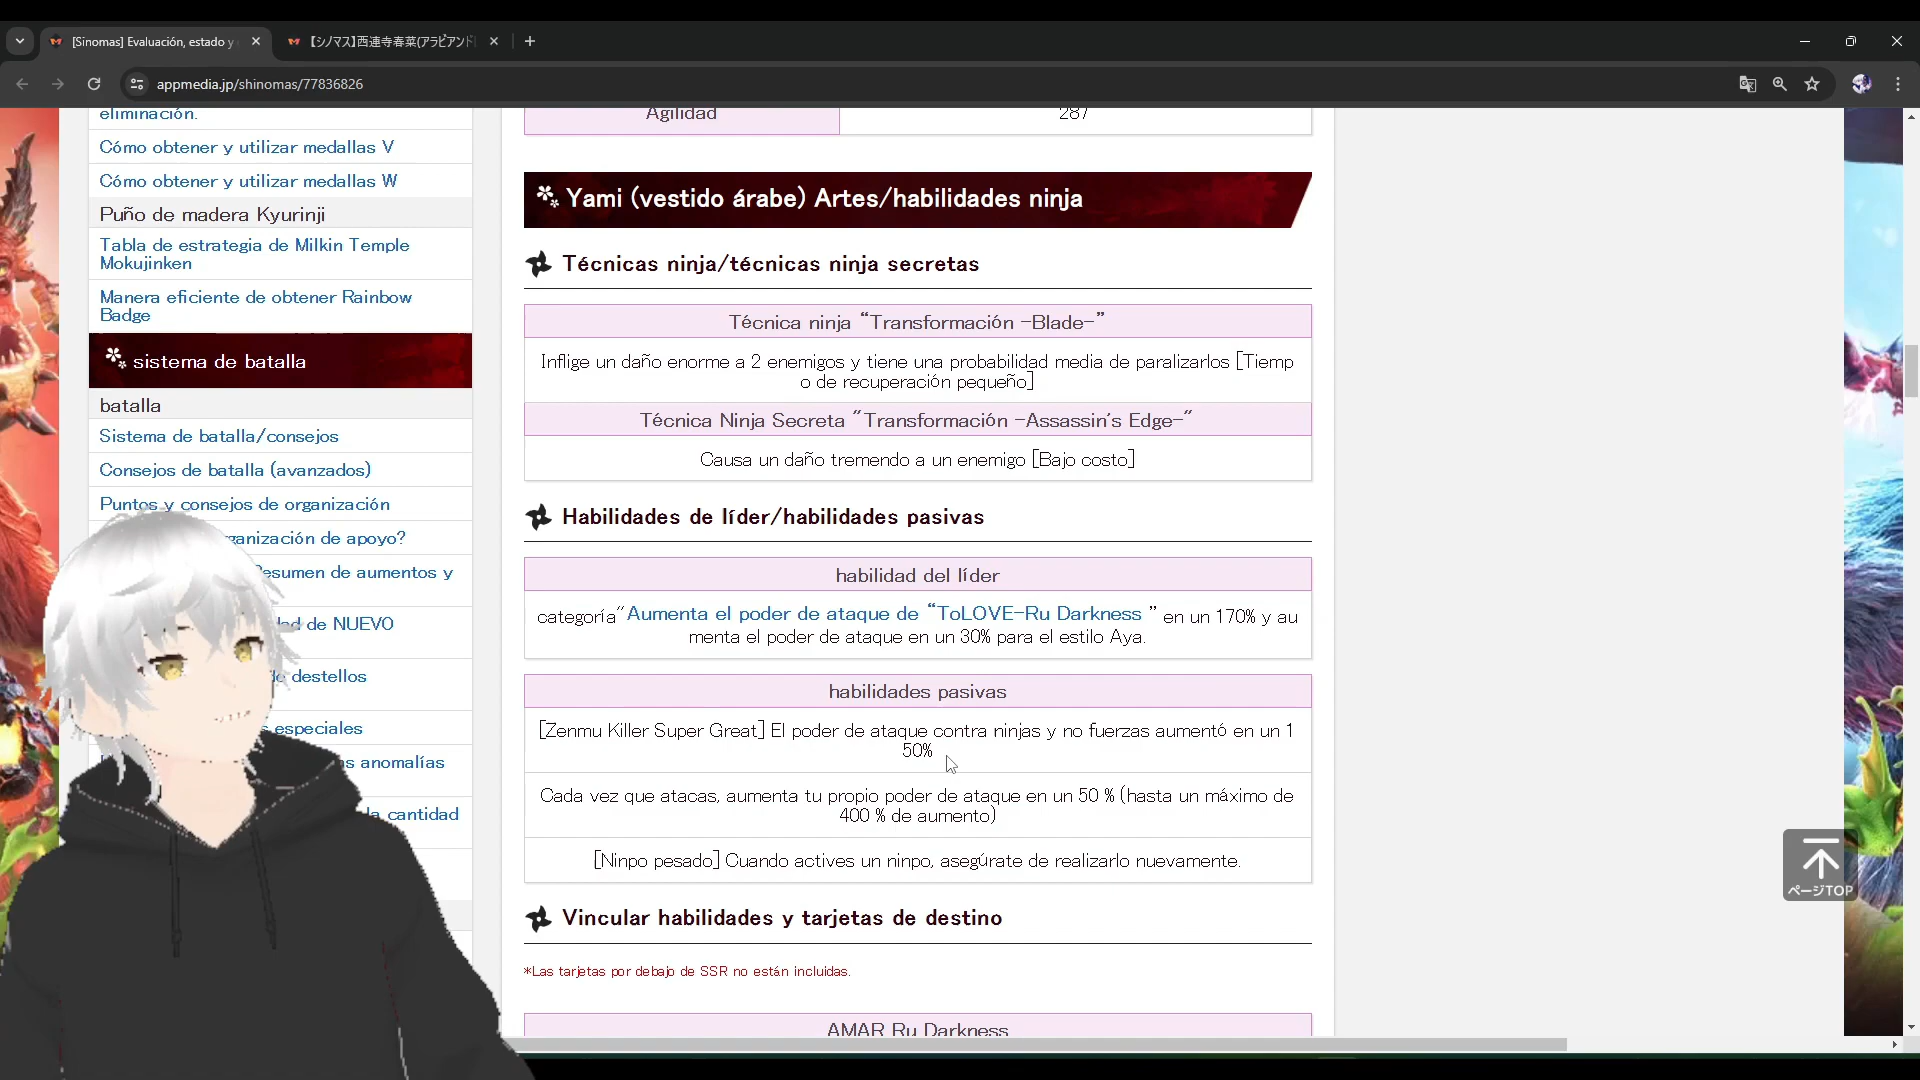 [Sinomas] Evaluación, estado y
【シノマス】西連寺春菜(アラビアンド
appmedia.jp/shinomas/77836826
eliminación.
Cómo obtener y utilizar medallas V
Cómo obtener y utilizar medallas W
Puño de madera Kyurinji
Tabla de estrategia de Milkin Temple
Mokujinken
Manera eficiente de obtener Rainbow
Badge
sistema de batalla
batalla
Sistema de batalla/consejos
Consejos de batalla (avanzados)
Puntos y consejos de organización
ganización de apoyo?
Resumen de aumentos y
dad de NUEVO
de destellos
s especiales
as anomalías
la cantidad
Agilidad
287
Yami (vestido árabe) Artes/habilidades ninja
Técnicas ninja/técnicas ninja secretas
Técnica ninja “Transformación -Blade-”
Inflige un daño enorme a 2 enemigos y tiene una probabilidad media de paralizarlos [Tiemp
o de recuperación pequeño]
Técnica Ninja Secreta "Transformación -Assassin's Edge-"
Causa un daño tremendo a un enemigo [Bajo costo]
Habilidades de líder/habilidades pasivas
habilidad del líder
categoría"Aumenta el poder de ataque de “ToLOVE-Ru Darkness ” en un 170% y au
menta el poder de ataque en un 30% para el estilo Aya.
habilidades pasivas
[Zenmu Killer Super Great] El poder de ataque contra ninjas y no fuerzas aumentó en un 1
50%
Cada vez que atacas, aumenta tu propio poder de ataque en un 50 % (hasta un máximo de
400 % de aumento)
[Ninpo pesado] Cuando actives un ninpo, asegúrate de realizarlo nuevamente.
Vincular habilidades y tarjetas de destino
*Las tarjetas por debajo de SSR no están incluidas.
AMAR Ru Darkness
ページTOP